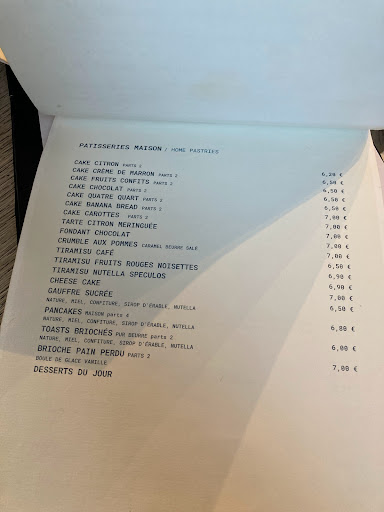 PATISSERIES MAISON / HOME PASTRIES
CAKE CITRON PARTS 2 6,20 €
CAKE CRÈME DE MARRON PARTS 2 6,50 €
CAKE FRUITS CONFITS PARTS 2 6,50 €
CAKE CHOCOLAT PARTS 2 6,50 €
CAKE QUATRE QUART PARTS 2 6,50 €
CAKE BANANA BREAD PARTS 2 7,00 €
CAKE CAROTTES PARTS 2 7,00 €
TARTE CITRON MERINGUÉE 7,00 €
FONDANT CHOCOLAT 7,00 €
CRUMBLE AUX POMMES CARAMEL BEURRE SALÉ 7,00 €
TIRAMISU CAFÉ 6,50 €
TIRAMISU FRUITS ROUGES NOISETTES 6,90 €
TIRAMISU NUTELLA SPECULOS 6,90 €
CHEESE CAKE 7,00 €
GAUFFRE SUCRÉE 6,50 €
NATURE, MIEL, CONFITURE, SIROP D'ÉRABLE, NUTELLA
PANCAKES MAISON parts 4 6,80 €
NATURE, MIEL, CONFITURE, SIROP D'ÉRABLE, NUTELLA
TOASTS BRIOCHÉS PUR BEURRE parts 2 6,00 €
NATURE, MIEL, CONFITURE, SIROP D'ÉRABLE, NUTELLA
BRIOCHE PAIN PERDU PARTS 2 7,00 €
BOULE DE GLACE VANILLE
DESSERTS DU JOUR